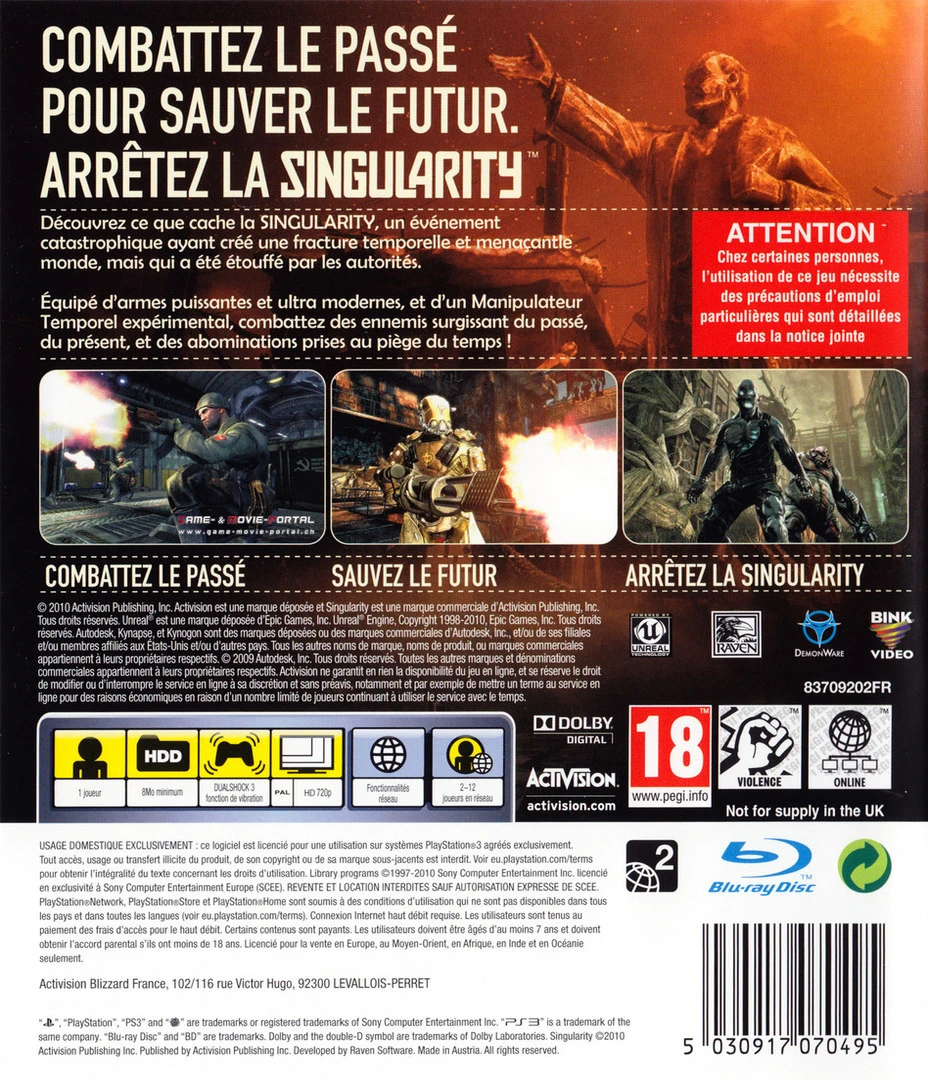 COMBATTEZ LE PASSÉ
POUR SAUVER LE FUTUR.
ARRÊTEZ LA SINGULARITY™
Découvrez ce que cache la SINGULARITY, un événement
catastrophique ayant créé une fracture temporelle et menaçantle
monde, mais qui a été étouffé par les autorités.
Équipé d'armes puissantes et ultra modernes, et d'un Manipulateur
Temporel expérimental, combattez des ennemis surgissant du passé,
du présent, et des abominations prises au piège du temps !
ATTENTION
Chez certaines personnes,
l'utilisation de ce jeu nécessite
des précautions d'emploi
particulières qui sont détaillées
dans la notice jointe
GAME- & MOVIE-PORTAL
www.game-movie-portal.ch
COMBATTEZ LE PASSÉ
SAUVEZ LE FUTUR
ARRÊTEZ LA SINGULARITY
© 2010 Activision Publishing, Inc. Activision est une marque déposée et Singularity est une marque commerciale d'Activision Publishing, Inc.
Tous droits réservés. Unreal® est une marque déposée d'Epic Games, Inc. Unreal® Engine, Copyright 1998-2010, Epic Games, Inc. Tous droits
réservés. Autodesk, Kynapse, et Kynogon sont des marques déposées ou des marques commerciales d'Autodesk, Inc., et/ou de ses filiales
et/ou membres affiliés aux États-Unis et/ou d'autres pays. Tous les autres noms de marque, noms de produit, ou marques commerciales
appartiennent à leurs propriétaires respectifs. © 2009 Autodesk, Inc. Tous droits réservés. Toutes les autres marques et dénominations
commerciales appartiennent à leurs propriétaires respectifs. Activision ne garantit en rien la disponibilité du jeu en ligne, et se réserve le droit
de modifier ou d'interrompre le service en ligne à sa discrétion et sans préavis, notamment et par exemple de mettre un terme au service en
ligne pour des raisons économiques en raison d'un nombre limité de joueurs continuant à utiliser le service avec le temps.
POWERED BY
UNREAL
TECHNOLOGY
RAVEN
DEMONWARE
BINK
VIDEO
83709202FR
HDD
1 joueur
8Mo minimum
DUALSHOCK 3
fonction de vibration
PAL
HD 720p
Fonctionnalités
réseau
2-12
joueurs en réseau
DOLBY
DIGITAL
ACTIVISION
activision.com
18
www.pegi.info
VIOLENCE
ONLINE
Not for supply in the UK
USAGE DOMESTIQUE EXCLUSIVEMENT : ce logiciel est licencié pour une utilisation sur systèmes PlayStation®3 agréés exclusivement.
Tout accès, usage ou transfert illicite du produit, de son copyright ou de sa marque sous-jacents est interdit. Voir eu.playstation.com/terms
pour obtenir l'intégralité du texte concernant les droits d'utilisation. Library programs ©1997-2010 Sony Computer Entertainment Inc. licencié
en exclusivité à Sony Computer Entertainment Europe (SCEE). REVENTE ET LOCATION INTERDITES SAUF AUTORISATION EXPRESSE DE SCEE.
PlayStation®Network, PlayStation®Store et PlayStation®Home sont soumis à des conditions d'utilisation qui ne sont pas disponibles dans tous
les pays et dans toutes les langues (voir eu.playstation.com/terms). Connexion Internet haut débit requise. Les utilisateurs sont tenus au
paiement des frais d'accès pour le haut débit. Certains contenus sont payants. Les utilisateurs doivent être âgés d'au moins 7 ans et doivent
obtenir l'accord parental s'ils ont moins de 18 ans. Licencié pour la vente en Europe, au Moyen-Orient, en Afrique, en Inde et en Océanie
seulement.
2
Blu-ray Disc™
Activision Blizzard France, 102/116 rue Victor Hugo, 92300 LEVALLOIS-PERRET
"", "PlayStation", "PS3" and "" are trademarks or registered trademarks of Sony Computer Entertainment Inc. "PS3" is a trademark of the
same company. "Blu-ray Disc" and "BD" are trademarks. Dolby and the double-D symbol are trademarks of Dolby Laboratories. Singularity ©2010
Activision Publishing Inc. Published by Activision Publishing Inc. Developed by Raven Software. Made in Austria. All rights reserved.
5 030917 070495